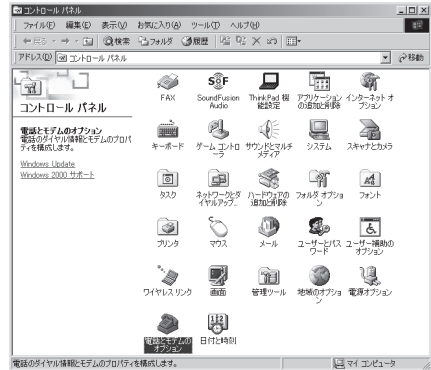 コントロール パネル
ファイル(F) 編集(E) 表示(V) お気に入り(A) ツール(T) ヘルプ(H)
戻る 検索 フォルダ 履歴
アドレス(D) コントロール パネル 移動
コントロール パネル
電話とモデムのオプション
電話のダイヤル情報とモデムのプロパティを構成します。
Windows Update
Windows 2000 サポート
FAX
SoundFusion Audio
ThinkPad 機能設定
アプリケーションの追加と削除
インターネット オプション
キーボード
ゲーム コントローラ
サウンドとマルチメディア
システム
スキャナとカメラ
タスク
ネットワークとダイヤルアップ...
ハードウェアの追加と削除
フォルダ オプション
フォント
プリンタ
マウス
メール
ユーザーとパスワード
ユーザー補助のオプション
ワイヤレス リンク
画面
管理ツール
地域のオプション
電源オプション
電話とモデムのオプション
日付と時刻
電話のダイヤル情報とモデムのプロパティを構成します。 マイ コンピュータ